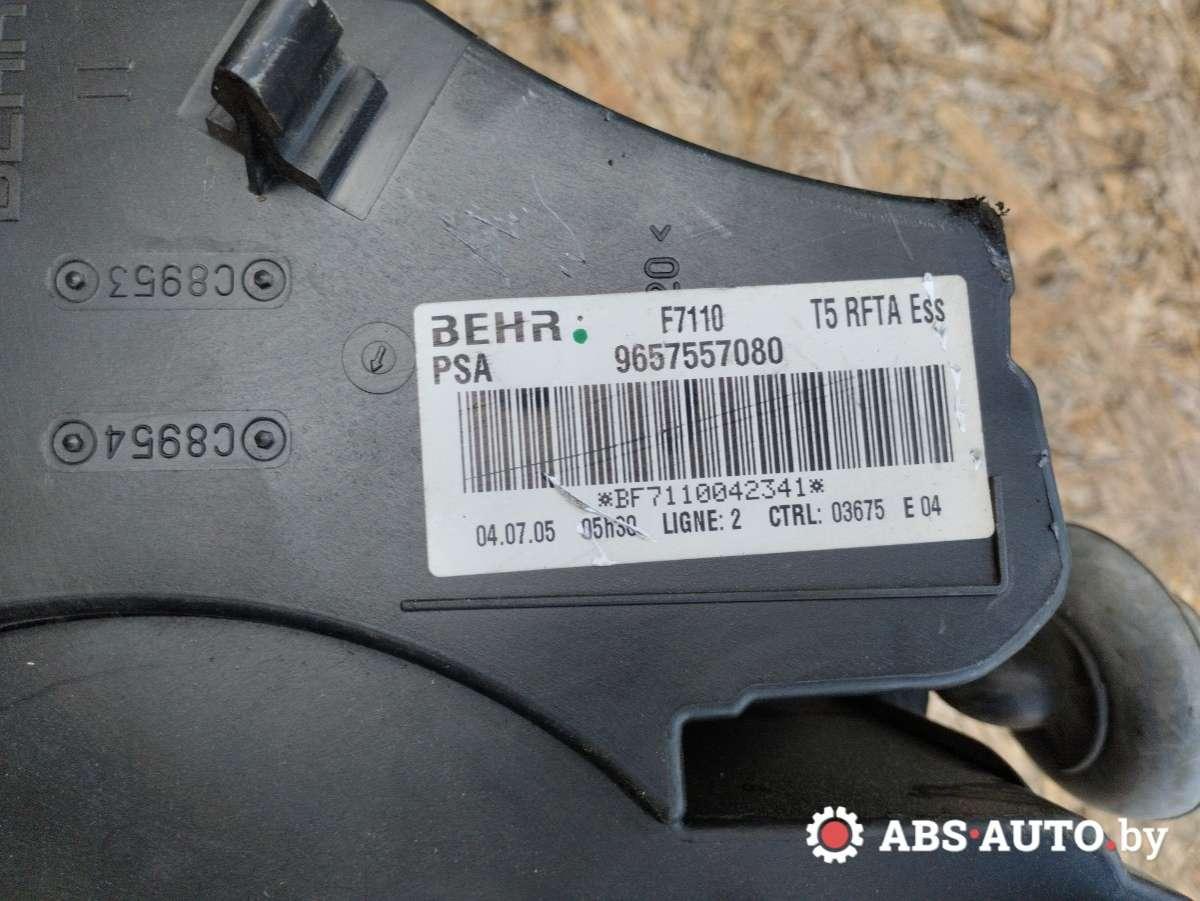 C8953
C8954
BEHR: F7110 T5 RFTA Ess
PSA 9657557080
*BF7110042341*
04.07.05 LIGNE: 2 CTRL: 03675 E 04
ABS·AUTO.by